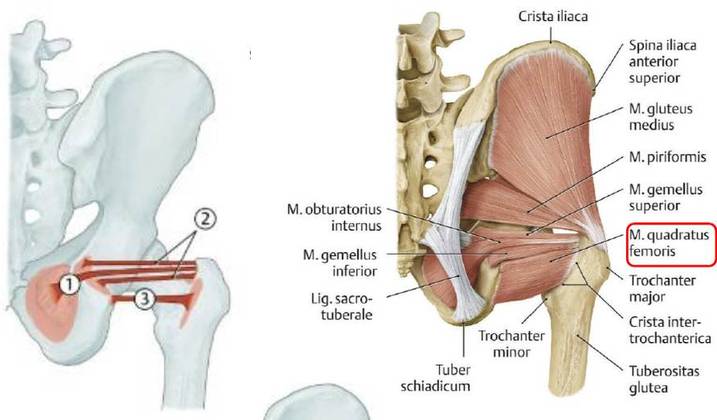 Crista iliaca
Spina iliaca
anterior
superior
M. gluteus
medius
M. piriformis
M. gemellus
superior
M. quadratus
femoris
Trochanter
major
Crista inter-
trochanterica
Tuberositas
glutea
M. obturatorius
internus
M. gemellus
inferior
Lig. sacro-
tuberale
Trochanter
minor
Tuber
schiadicum
1
2
3